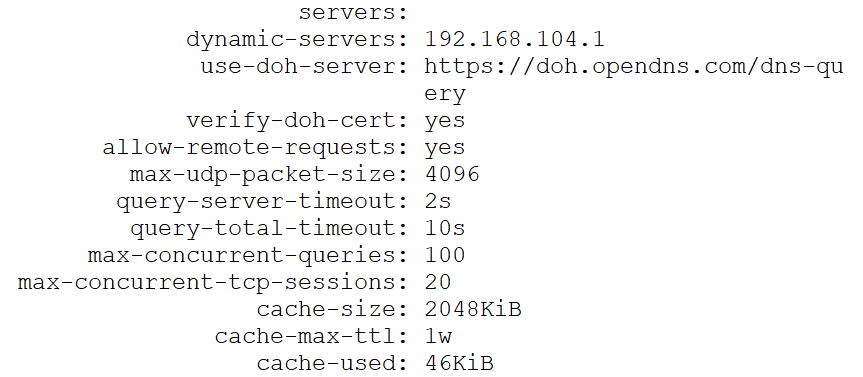 servers:
dynamic-servers: 192.168.104.1
use-doh-server: https://doh.opendns.com/dns-qu
ery
verify-doh-cert: yes
allow-remote-requests: yes
max-udp-packet-size: 4096
query-server-timeout: 2s
query-total-timeout: 10s
max-concurrent-queries: 100
max-concurrent-tcp-sessions: 20
cache-size: 2048KiB
cache-max-ttl: 1w
cache-used: 46KiB